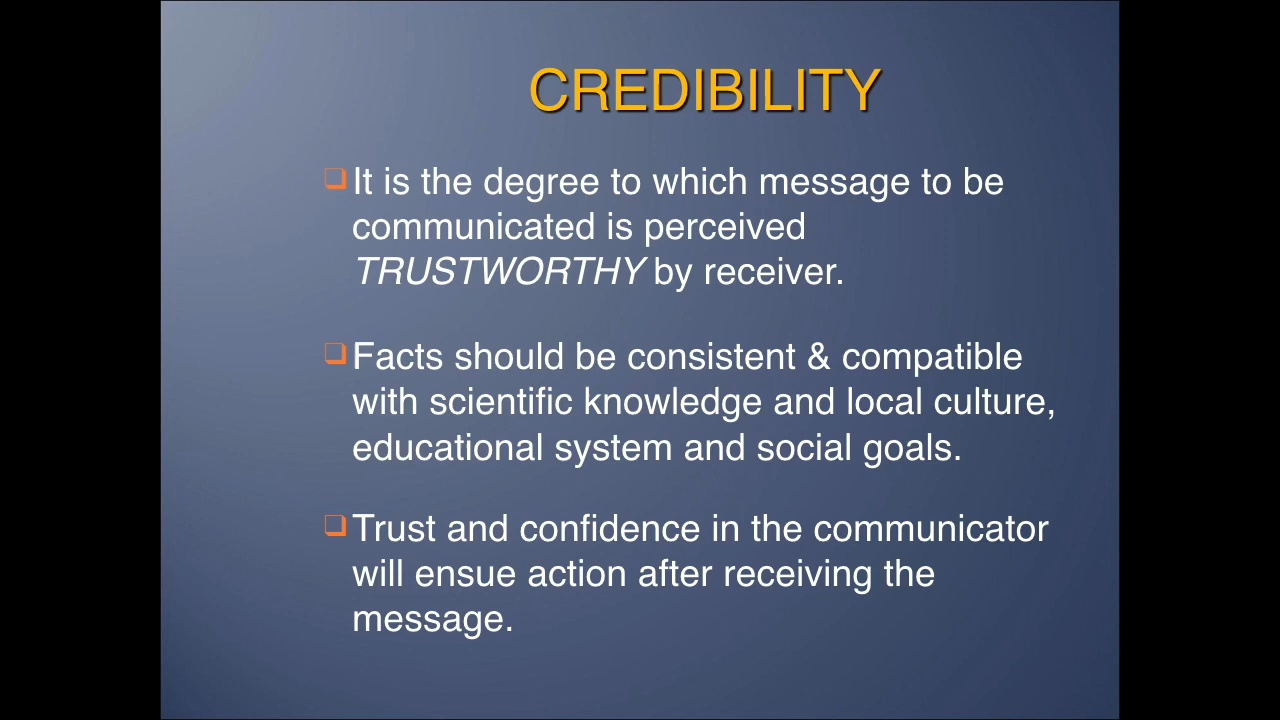 CREDIBILITY
❑It is the degree to which message to be
communicated is perceived
TRUSTWORTHY by receiver.
❑Facts should be consistent & compatible
with scientific knowledge and local culture,
educational system and social goals.
❑Trust and confidence in the communicator
will ensue action after receiving the
message.